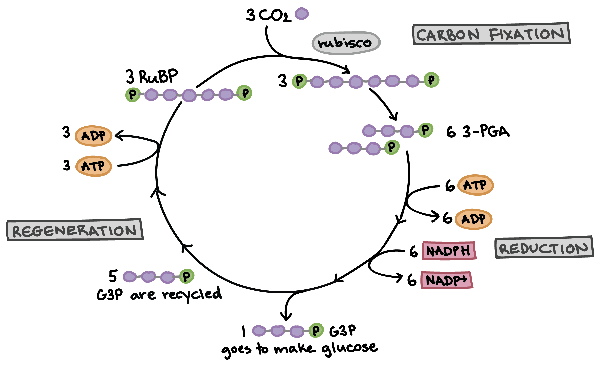 3 CO2
rubisco
CARBON FIXATION
3 RuBP
P P
3 P P
P
P
6 3-PGA
3 ADP
3 ATP
6 ATP
6 ADP
REGENERATION
6 NADPH
REDUCTION
6 NADP+
5 P
G3P are recycled
1 P G3P
goes to make glucose